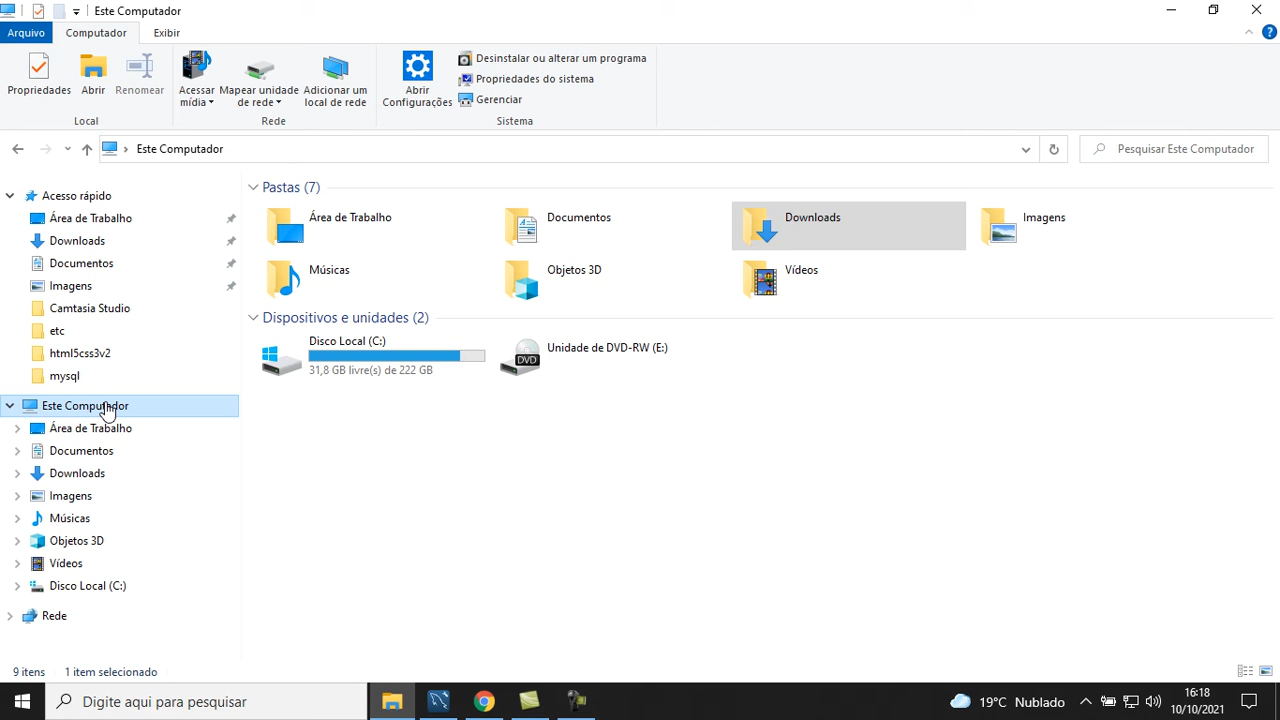 Este Computador
Arquivo Computador Exibir
Propriedades
Abrir
Renomear
Acessar mídia
Mapear unidade de rede
Adicionar um local de rede
Abrir Configurações
Desinstalar ou alterar um programa
Propriedades do sistema
Gerenciar
Local
Rede
Sistema
Este Computador
Pesquisar Este Computador
Acesso rápido
Área de Trabalho
Downloads
Documentos
Imagens
Camtasia Studio
etc
html5css3v2
mysql
Este Computador
Área de Trabalho
Documentos
Downloads
Imagens
Músicas
Objetos 3D
Vídeos
Disco Local (C:)
Rede
Pastas (7)
Área de Trabalho
Documentos
Downloads
Imagens
Músicas
Objetos 3D
Vídeos
Dispositivos e unidades (2)
Disco Local (C:)
31,8 GB livre(s) de 222 GB
DVD
Unidade de DVD-RW (E:)
9 itens 1 item selecionado
Digite aqui para pesquisar
19°C Nublado
16:18
10/10/2021